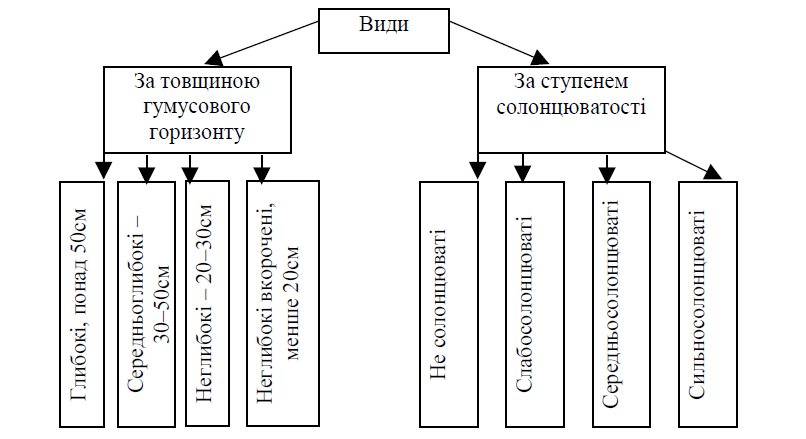 Види
За товщиною
гумусового
горизонту
За ступенем
солонцюватості
Глибокі, понад 50см
Середньоглибокі –
30–50см
Неглибокі – 20–30см
Неглибокі вкорочені,
менше 20см
Не солонцюваті
Слабосолонцюваті
Середньосолонцюваті
Сильносолонцюваті